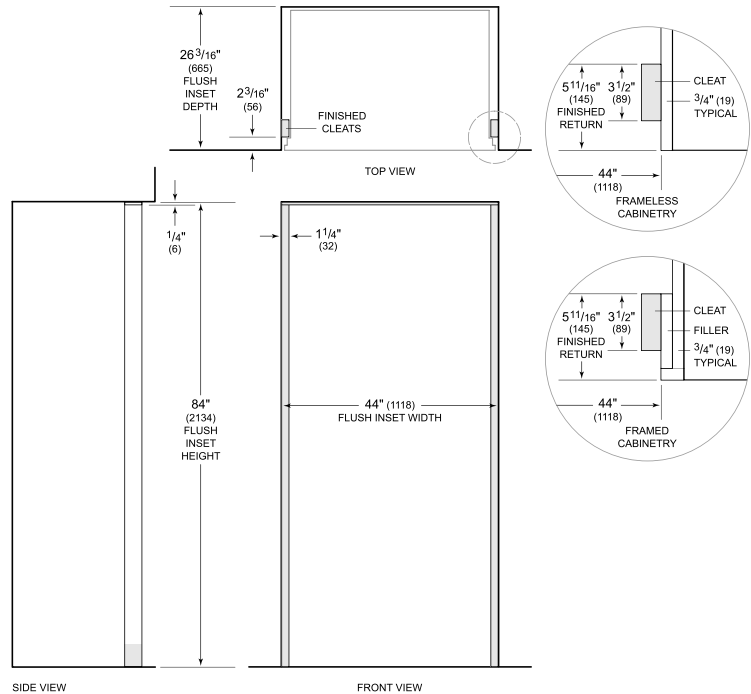 26 3/16"
(665)
FLUSH
INSET
DEPTH
2 3/16"
(56)
FINISHED
CLEATS
TOP VIEW
5 11/16"
(145)
FINISHED
RETURN
3 1/2"
(89)
CLEAT
3/4" (19)
TYPICAL
44"
(1118)
FRAMELESS
CABINETRY
1/4"
(6)
84"
(2134)
FLUSH
INSET
HEIGHT
1 1/4"
(32)
44" (1118)
FLUSH INSET WIDTH
5 11/16"
(145)
FINISHED
RETURN
3 1/2"
(89)
CLEAT
FILLER
3/4" (19)
TYPICAL
44"
(1118)
FRAMED
CABINETRY
SIDE VIEW
FRONT VIEW